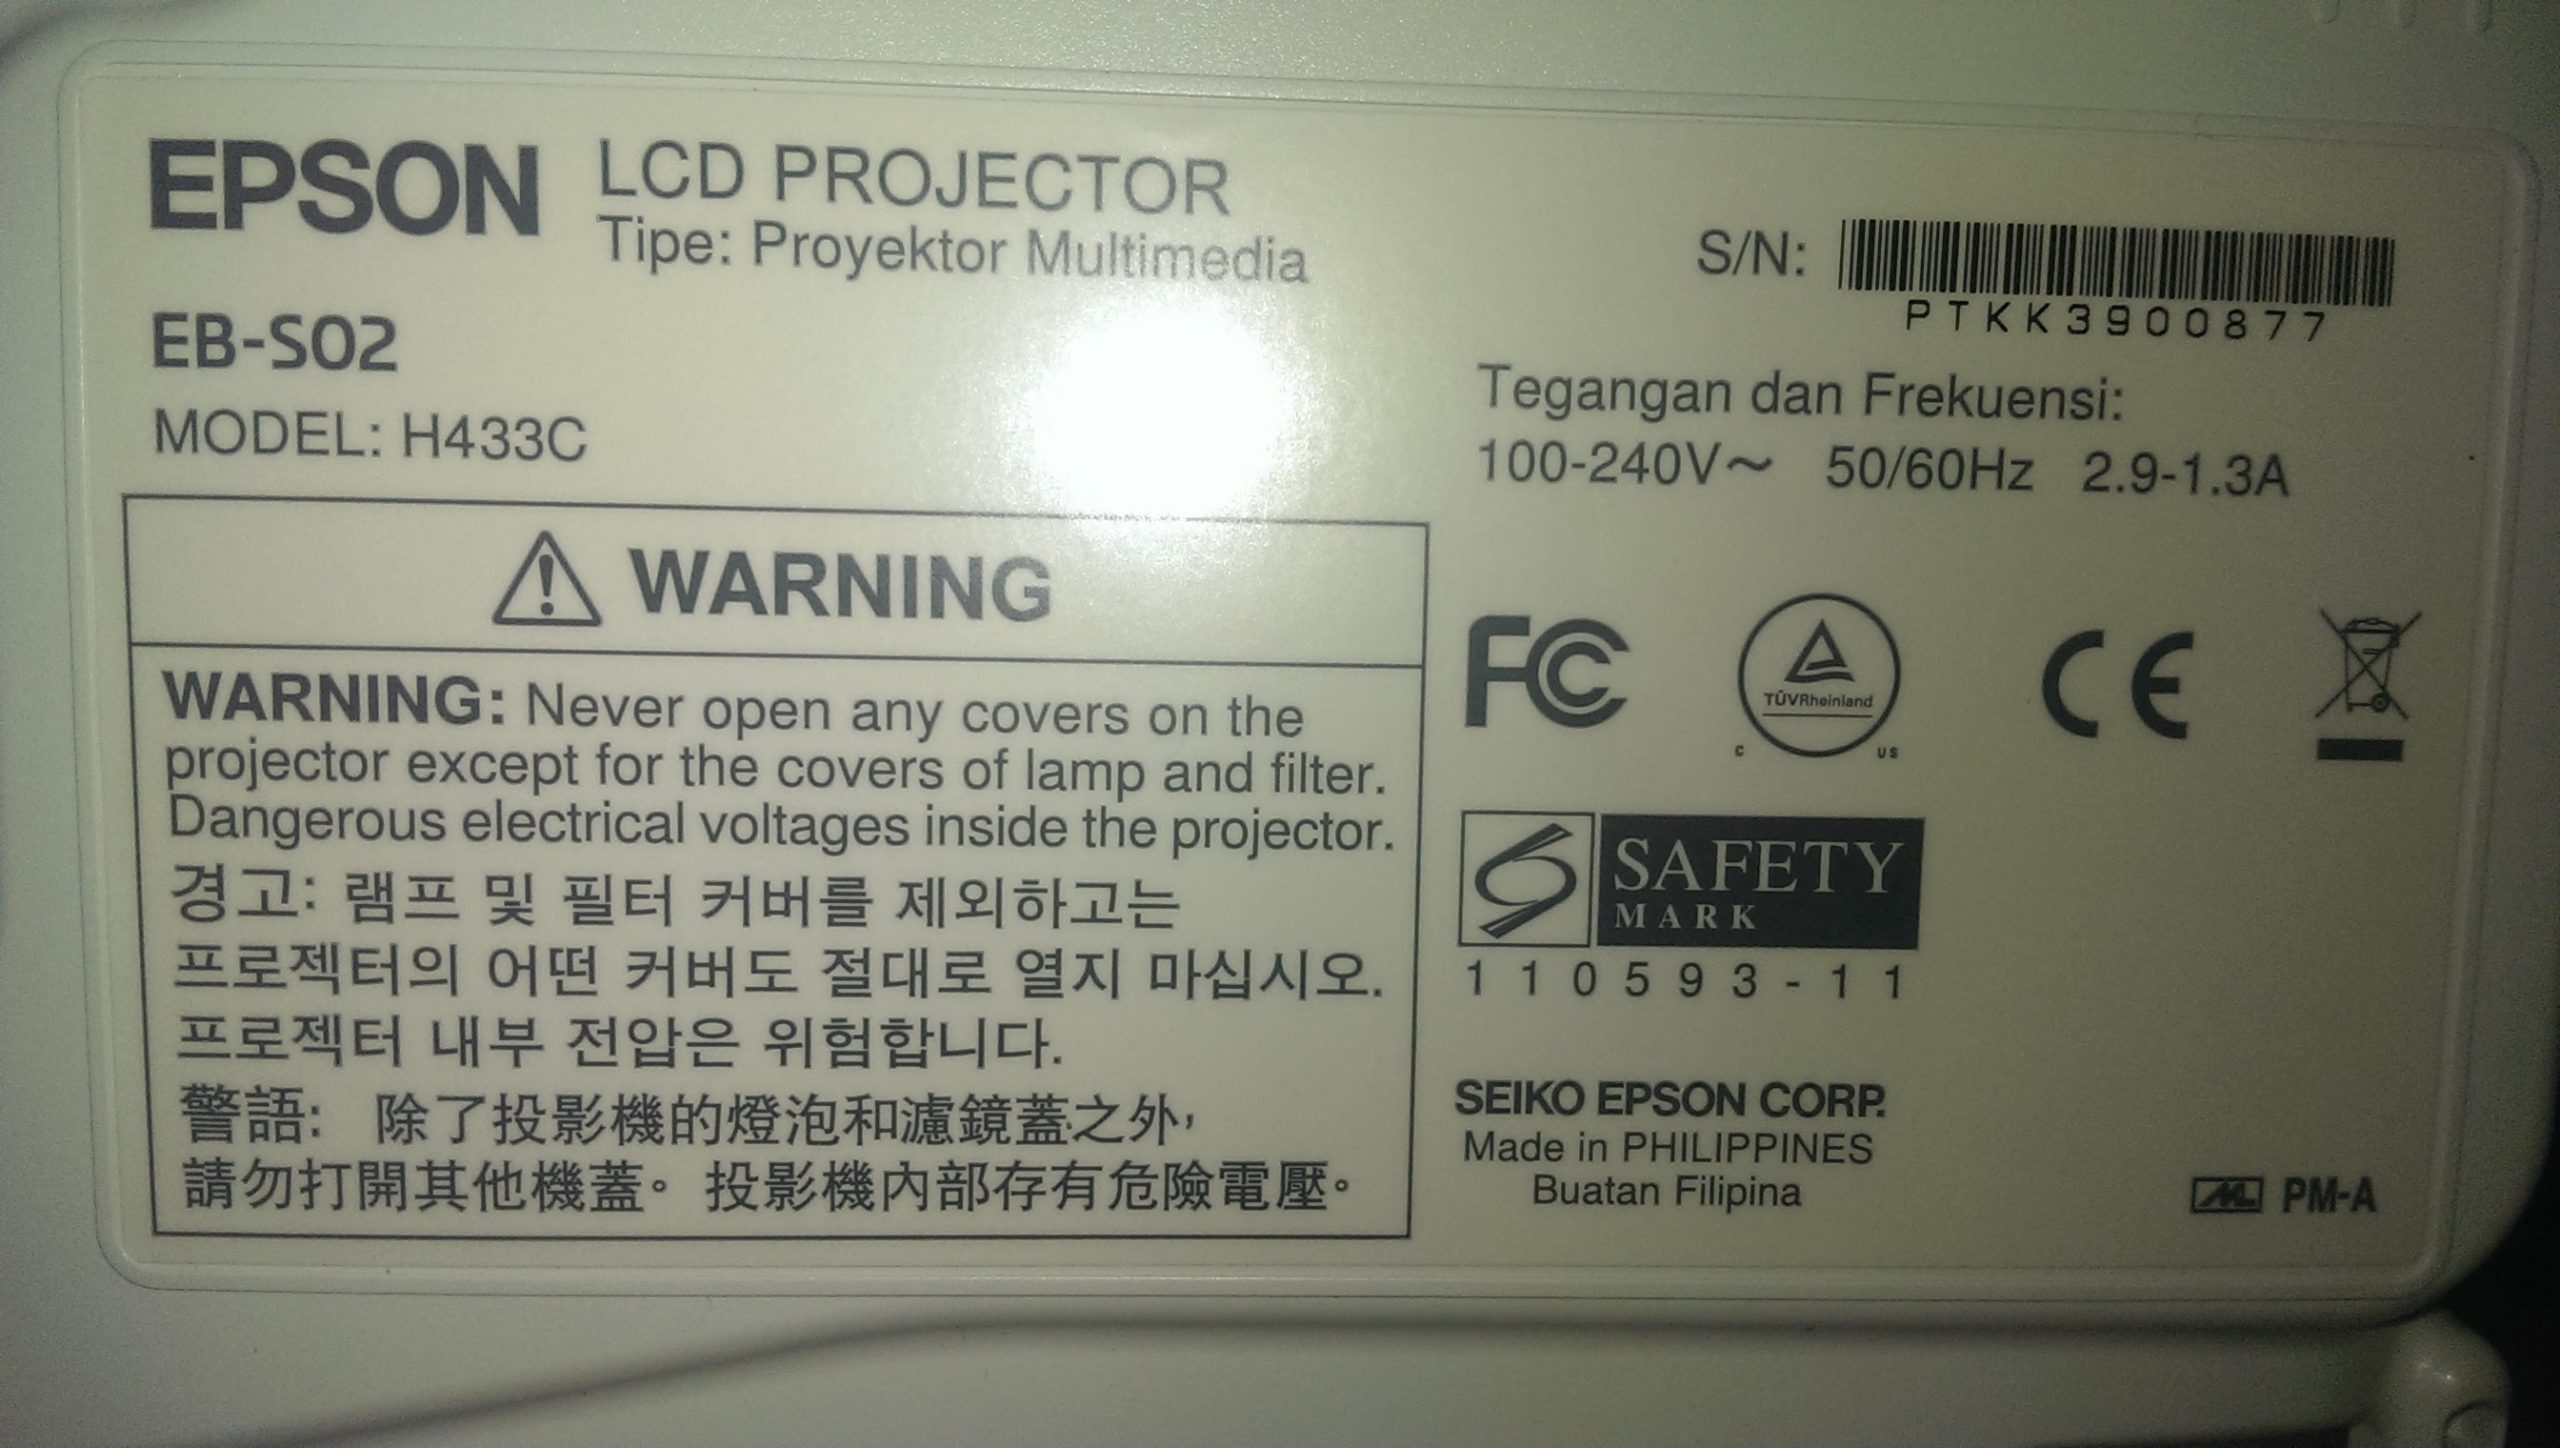 EPSON
LCD PROJECTOR
Tipe: Proyektor Multimedia
EB-S02
MODEL: H433C
S/N:
PTKK3900877
Tegangan dan Frekuensi:
100-240V～ 50/60Hz 2.9-1.3A
WARNING
WARNING: Never open any covers on the
projector except for the covers of lamp and filter.
Dangerous electrical voltages inside the projector.
경고: 램프 및 필터 커버를 제외하고는
프로젝터의 어떤 커버도 절대로 열지 마십시오.
프로젝터 내부 전압은 위험합니다.
警語: 除了投影機的燈泡和濾鏡蓋之外,
請勿打開其他機蓋。投影機內部存有危險電壓。
FC
TÜVRheinland
C US
CE
SAFETY
MARK
110593-11
SEIKO EPSON CORP.
Made in PHILIPPINES
Buatan Filipina
ML PM-A